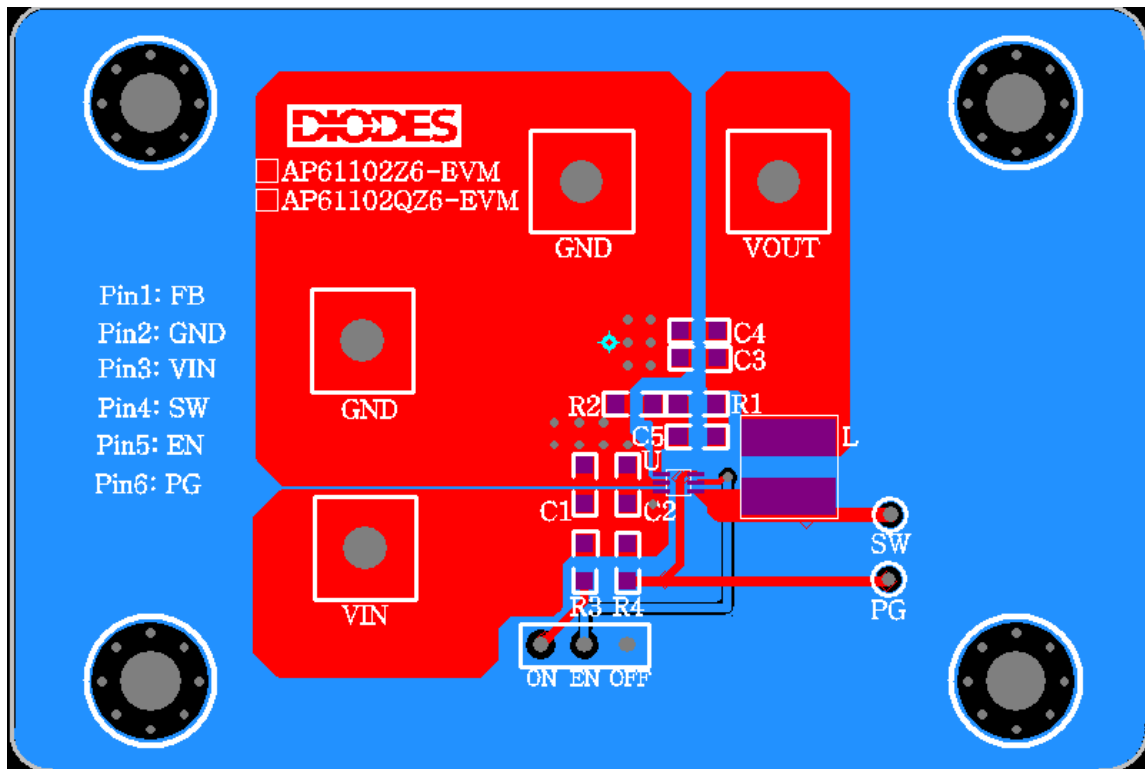 DIODES
AP61102Z6-EVM
AP61102QZ6-EVM
GND
VOUT
Pin1: FB
Pin2: GND
Pin3: VIN
Pin4: SW
Pin5: EN
Pin6: PG
GND
C4
C3
R2
R1
C5
L
U
C1
C2
SW
VIN
R3
R4
PG
ON EN OFF